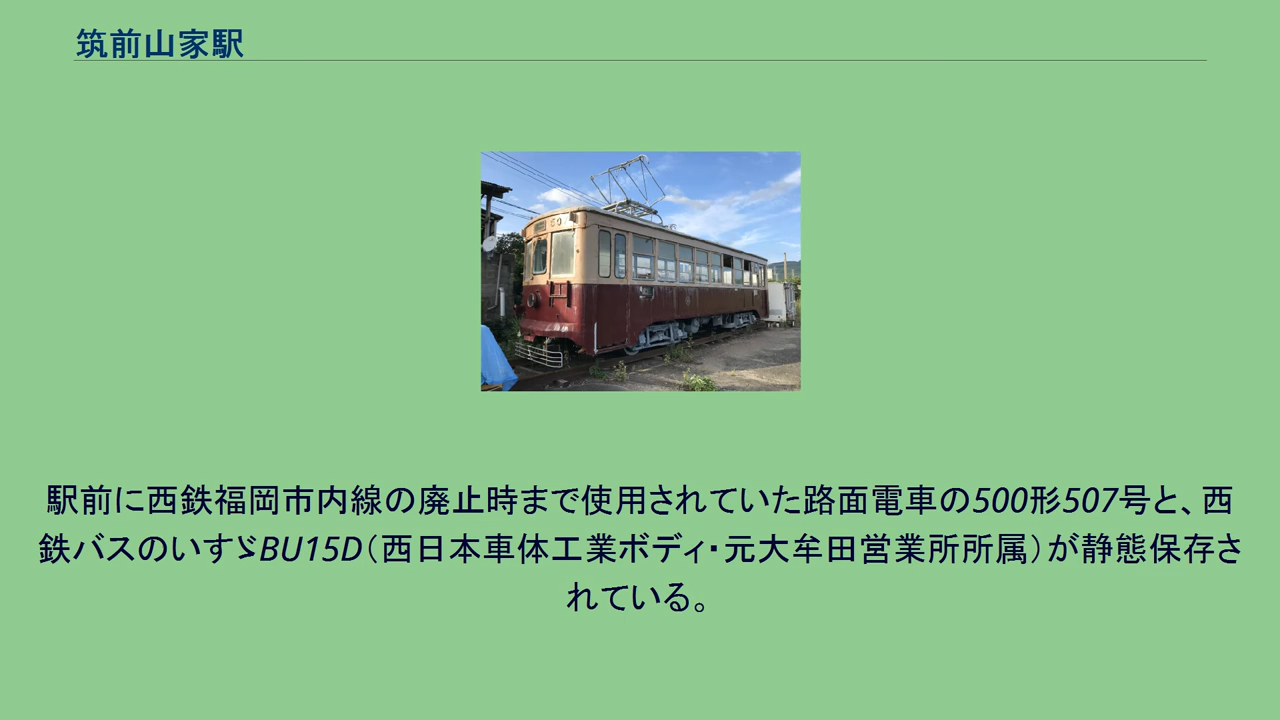 筑前山家駅
駅前に西鉄福岡市内線の廃止時まで使用されていた路面電車の500形507号と、西
鉄バスのいすゞBU15D（西日本車体工業ボディ・元大牟田営業所所属）が静態保存さ
れている。